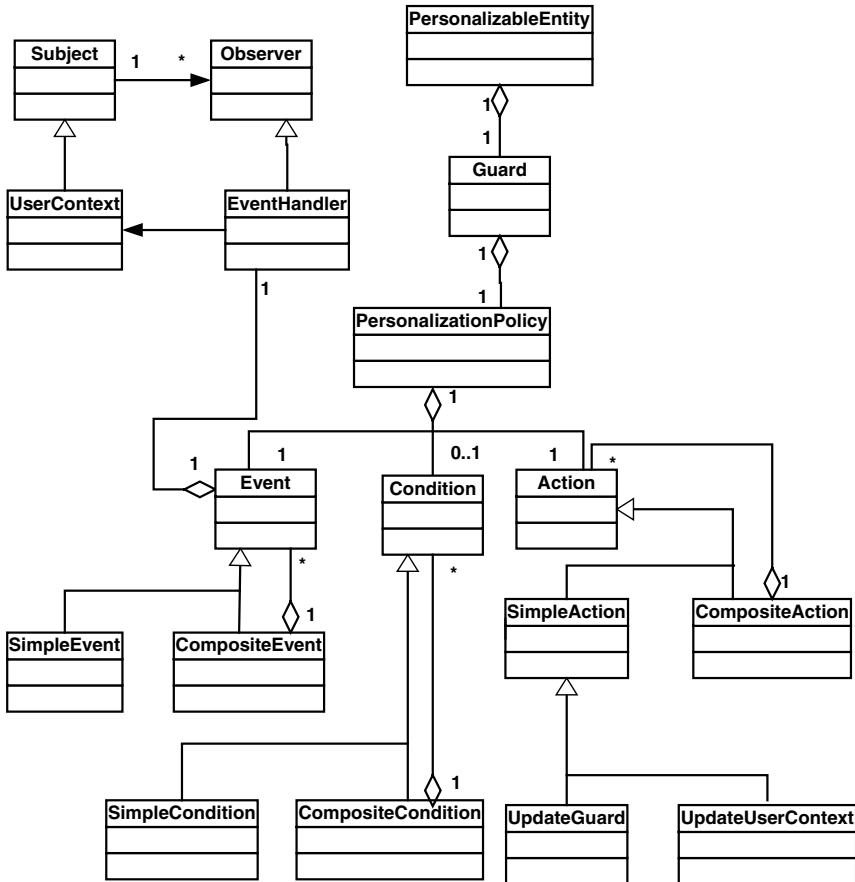 PersonalizableEntity
Subject
1
*
Observer
1
1
UserContext
EventHandler
Guard
1
1
1
PersonalizationPolicy
1
1
1
0..1
1
*
Event
Condition
Action
*
1
*
1
SimpleEvent
CompositeEvent
SimpleAction
CompositeAction
1
SimpleCondition
CompositeCondition
UpdateGuard
UpdateUserContext